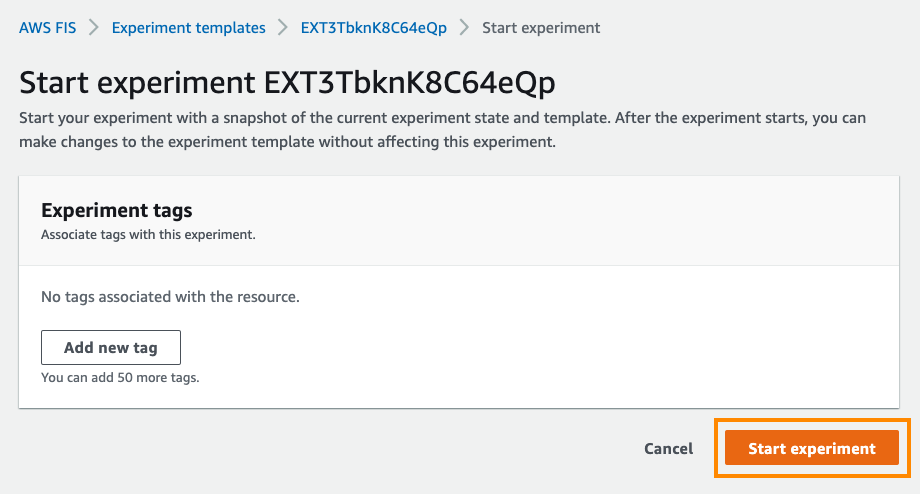 AWS FIS > Experiment templates > EXT3TbknK8C64eQp > Start experiment
Start experiment EXT3TbknK8C64eQp
Start your experiment with a snapshot of the current experiment state and template. After the experiment starts, you can
make changes to the experiment template without affecting this experiment.
Experiment tags
Associate tags with this experiment.
No tags associated with the resource.
Add new tag
You can add 50 more tags.
Cancel Start experiment